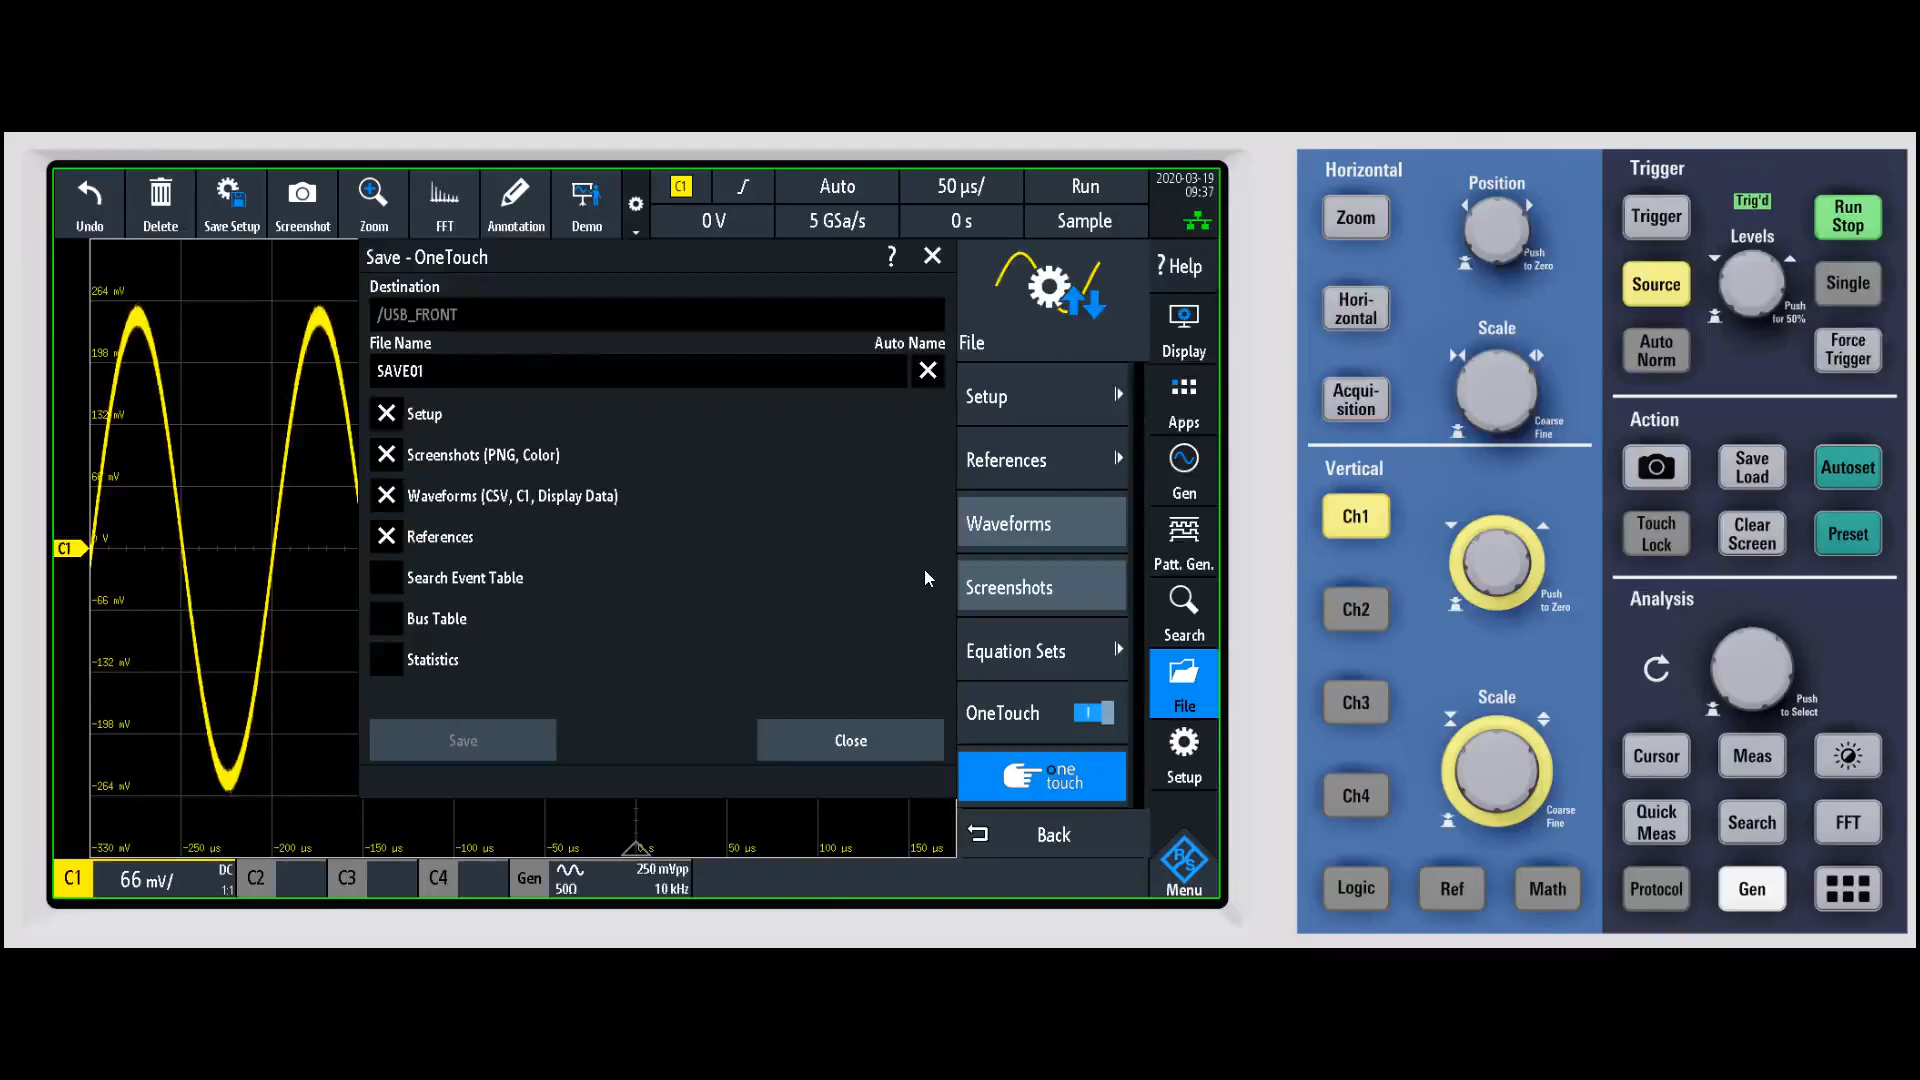 Undo
Delete
Save Setup
Screenshot
Zoom
FFT
Annotation
Demo
C1
Auto
50 µs/
Run
0 V
5 GSa/s
0 s
Sample
2020-03-19
09:37
Save - OneTouch
?
Destination
/USB_FRONT
File Name
Auto Name
SAVE01
Setup
Screenshots (PNG, Color)
Waveforms (CSV, C1, Display Data)
References
Search Event Table
Bus Table
Statistics
Save
Close
File
Setup
References
Waveforms
Screenshots
Equation Sets
OneTouch
one
touch
Back
? Help
Display
Apps
Gen
Patt. Gen.
Search
File
Setup
R&S
Menu
264 mV
198 m
132 mV
66 mV
0 V
C1
-66 mV
-132 mV
-198 mV
-264 mV
-330 mV
-250 µs
-200 µs
-150 µs
-100 µs
-50 µs
0 s
50 µs
100 µs
150 µs
C1
66 mV/
DC
1:1
C2
C3
C4
Gen
50Ω
250 mVpp
10 kHz
Horizontal
Zoom
Position
Push
to Zero
Hori-
zontal
Scale
Acqui-
sition
Coarse
Fine
Vertical
Ch1
Push
to Zero
Ch2
Ch3
Scale
Ch4
Coarse
Fine
Logic
Ref
Math
Trigger
Trigger
Trig'd
Run
Stop
Levels
Source
Single
Push
for 50%
Auto
Norm
Force
Trigger
Action
Save
Load
Autoset
Touch
Lock
Clear
Screen
Preset
Analysis
Push
to Select
Cursor
Meas
Quick
Meas
Search
FFT
Protocol
Gen